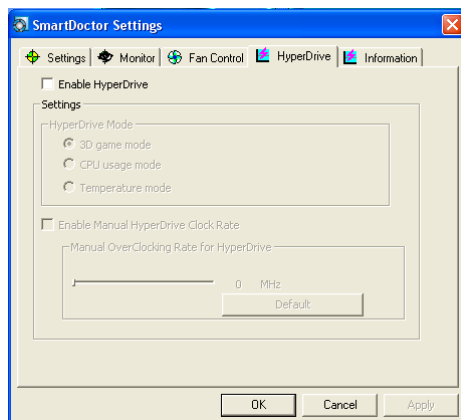 SmartDoctor Settings
Settings Monitor Fan Control HyperDrive Information
Enable HyperDrive
Settings
HyperDrive Mode
3D game mode
CPU usage mode
Temperature mode
Enable Manual HyperDrive Clock Rate
Manual OverClocking Rate for HyperDrive
0 MHz
Default
OK Cancel Apply